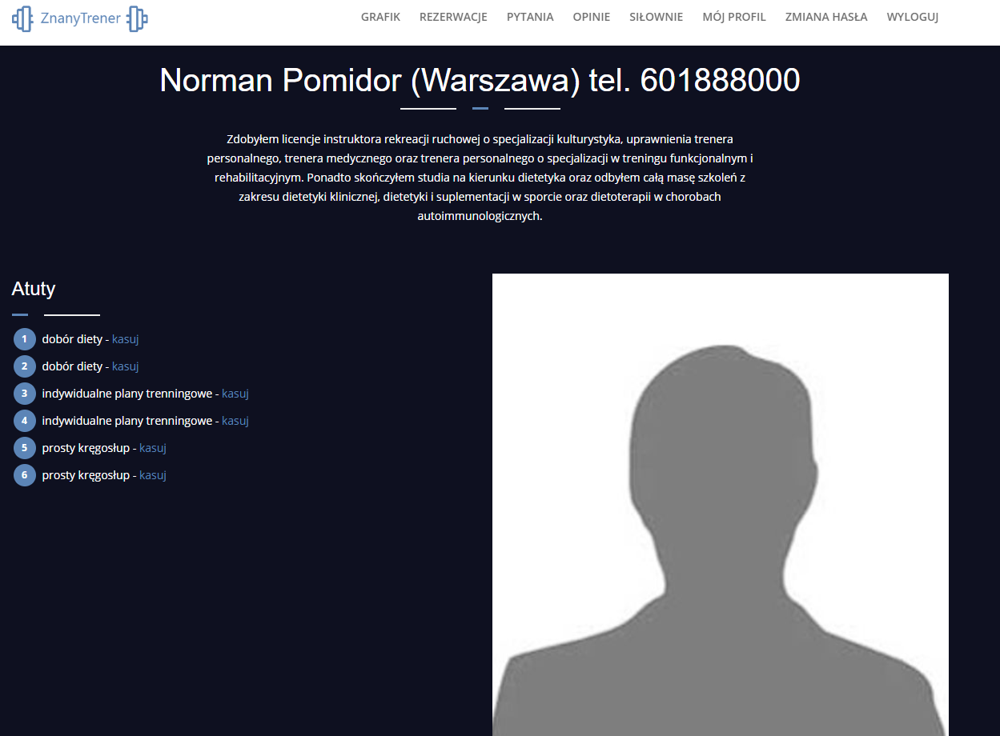 ZnanyTrener
GRAFIK REZERWACJE PYTANIA OPINIE SIŁOWNIE MÓJ PROFIL ZMIANA HASŁA WYLOGUJ
Norman Pomidor (Warszawa) tel. 601888000
Zdobyłem licencje instruktora rekreacji ruchowej o specjalizacji kulturystyka, uprawnienia trenera
personalnego, trenera medycznego oraz trenera personalnego o specjalizacji w treningu funkcjonalnym i
rehabilitacyjnym. Ponadto skończyłem studia na kierunku dietetyka oraz odbyłem całą masę szkoleń z
zakresu dietetyki klinicznej, dietetyki i suplementacji w sporcie oraz dietoterapii w chorobach
autoimmunologicznych.
Atuty
1 dobór diety - kasuj
2 dobór diety - kasuj
3 indywidualne plany trenningowe - kasuj
4 indywidualne plany trenningowe - kasuj
5 prosty kręgosłup - kasuj
6 prosty kręgosłup - kasuj